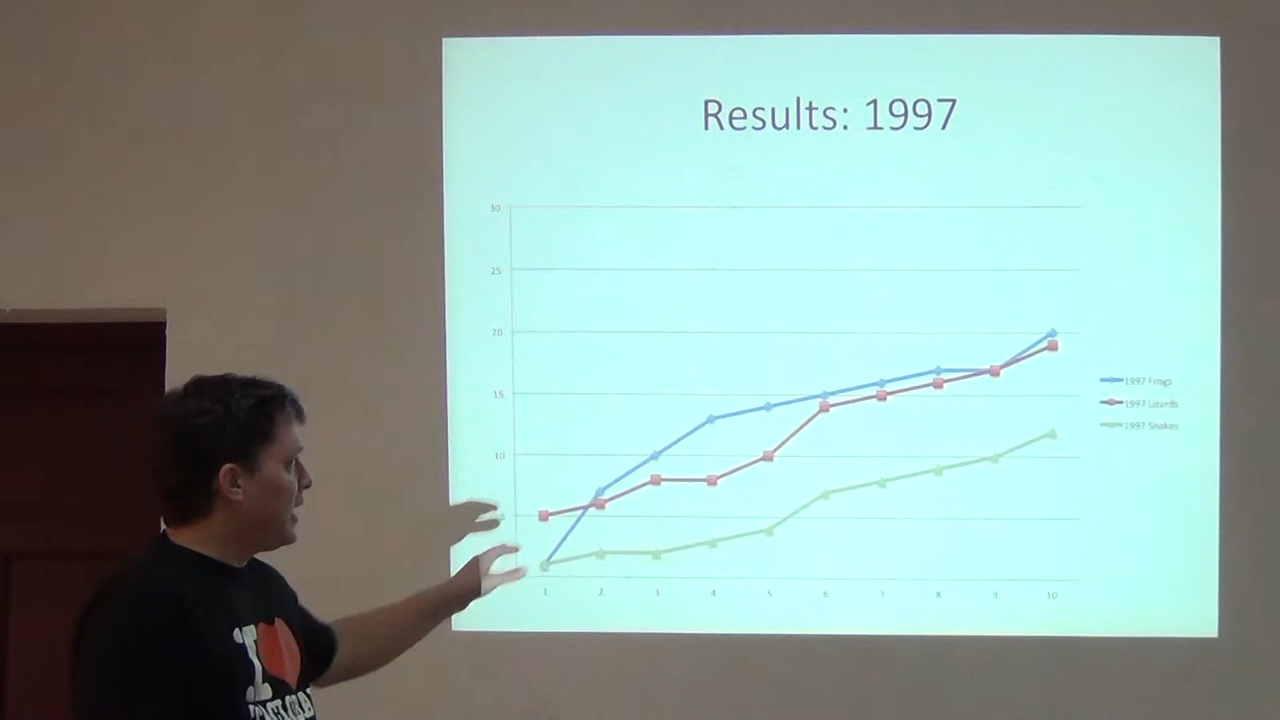 Results: 1997
30
25
20
15
10
1 2 3 4 5 6 7 8 9 10
1997 Frogs
1997 Lizards
1997 Snakes
I